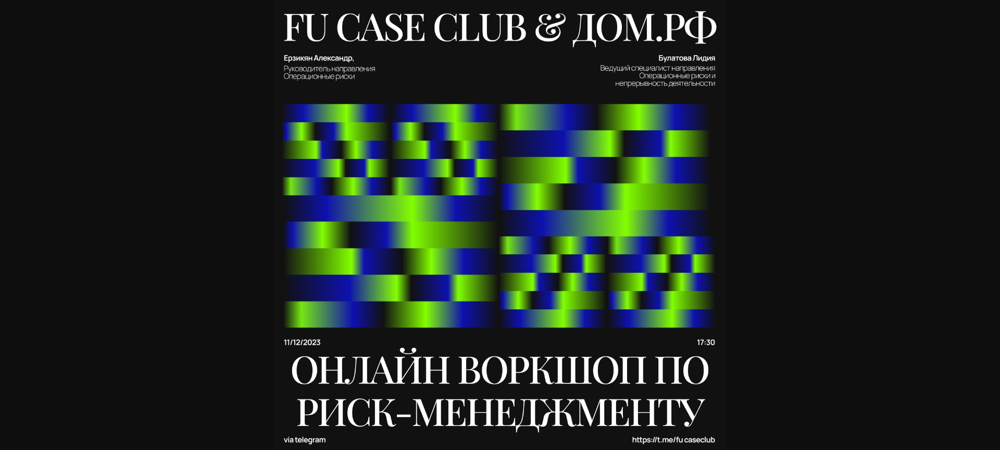 FU CASE CLUB & ДОМ.РФ
Ерзикян Александр,
Руководитель направления
Операционные риски
Булатова Лидия
Ведущий специалист направления
Операционные риски и
непрерывность деятельности
11/12/2023
17:30
ОНЛАЙН ВОРКШОП ПО
РИСК-МЕНЕДЖМЕНТУ
via telegram
https://t.me/fu caseclub